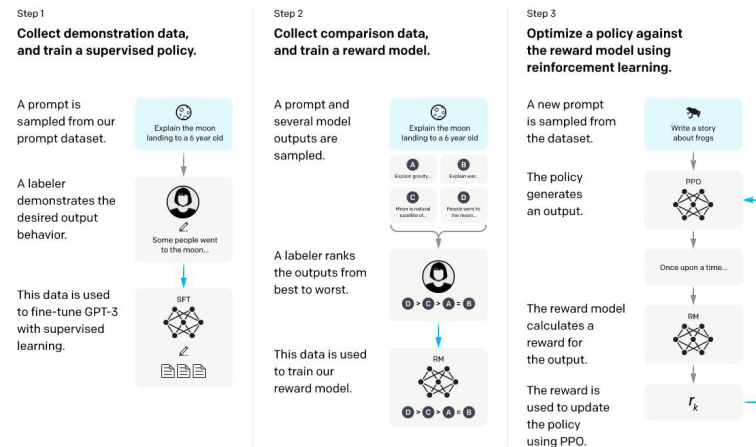 Step 1
Collect demonstration data,
and train a supervised policy.
A prompt is
sampled from our
prompt dataset.
Explain the moon
landing to a 6 year old
A labeler
demonstrates the
desired output
behavior.
Some people went
to the moon...
This data is used
to fine-tune GPT-3
with supervised
learning.
SFT
Step 2
Collect comparison data,
and train a reward model.
A prompt and
several model
outputs are
sampled.
Explain the moon
landing to a 6 year old
A
Explain gravity...
B
Explain war...
C
Moon is natural
satellite of...
D
People went to
the moon...
A labeler ranks
the outputs from
best to worst.
D > C > A = B
This data is used
to train our
reward model.
RM
D > C > A = B
Step 3
Optimize a policy against
the reward model using
reinforcement learning.
A new prompt
is sampled from
the dataset.
Write a story
about frogs
The policy
generates
an output.
PPO
Once upon a time...
The reward model
calculates a
reward for
the output.
RM
The reward is
used to update
the policy
using PPO.
rₖ